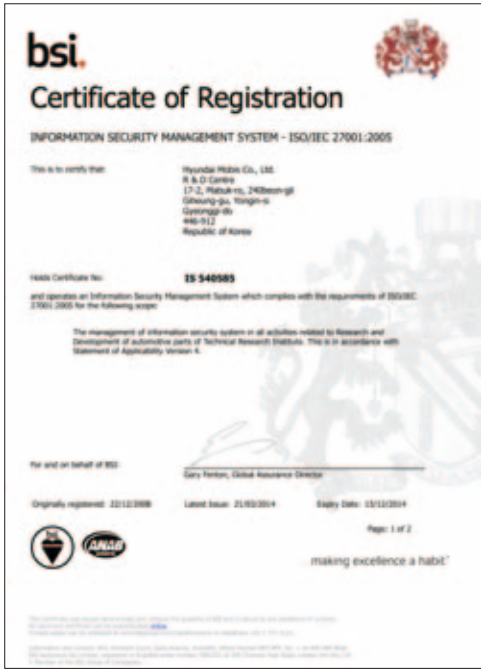 bsi.
Certificate of Registration
INFORMATION SECURITY MANAGEMENT SYSTEM - ISO/IEC 27001:2005
This is to certify that:
Hyundai Mobis Co., Ltd.
R & D Centre
17-2, Mabuk-ro, 240beon-gil
Giheung-gu, Yongin-si
Gyeonggi-do
446-912
Republic of Korea
Holds Certificate No:
IS 540585
and operates an Information Security Management System which complies with the requirements of ISO/IEC
27001:2005 for the following scope:
The management of information security system in all activities related to Research and
Development of automotive parts of Technical Research Institute. This is in accordance with
Statement of Applicability Version 4.
For and on behalf of BSI:
Gary Fenton, Global Assurance Director
Originally registered: 22/12/2008
Latest Issue: 21/03/2014
Expiry Date: 15/12/2014
Page: 1 of 2
ANAB
making excellence a habit